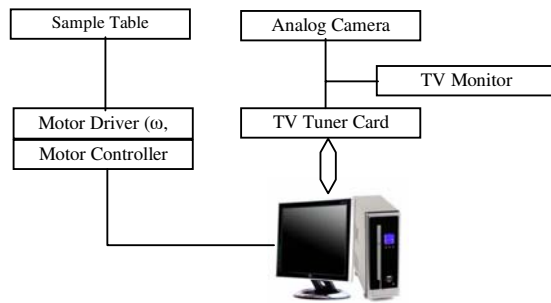 Sample Table
Analog Camera
TV Monitor
Motor Driver (ω,
TV Tuner Card
Motor Controller